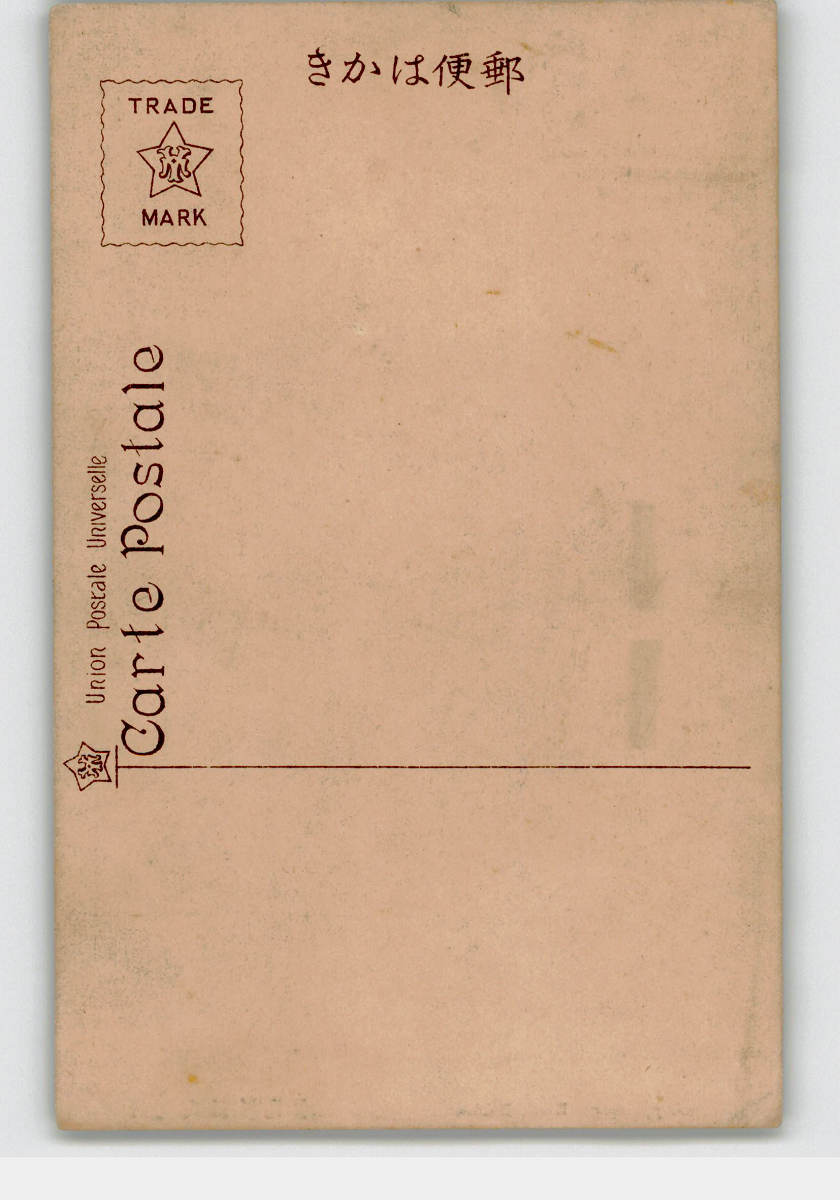 きかは便郵
TRADE
MARK
Union Postale Universelle
Carte Postale